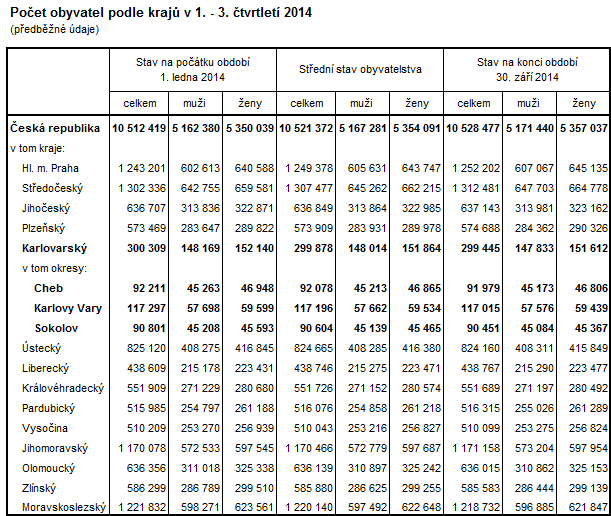 Počet obyvatel podle krajů v 1. - 3. čtvrtletí 2014
(předběžné údaje)
Stav na počátku období 1. ledna 2014 Střední stav obyvatelstva Stav na konci období 30. září 2014
celkem muži ženy celkem muži ženy celkem muži ženy
Česká republika 10 512 419 5 162 380 5 350 039 10 521 372 5 167 281 5 354 091 10 528 477 5 171 440 5 357 037
v tom kraje:
Hl. m. Praha 1 243 201 602 613 640 588 1 249 378 605 631 643 747 1 252 202 607 067 645 135
Středočeský 1 302 336 642 755 659 581 1 307 477 645 262 662 215 1 312 481 647 703 664 778
Jihočeský 636 707 313 836 322 871 636 849 313 864 322 985 637 143 313 981 323 162
Plzeňský 573 469 283 647 289 822 573 909 283 931 289 978 574 688 284 362 290 326
Karlovarský 300 309 148 169 152 140 299 878 148 014 151 864 299 445 147 833 151 612
v tom okresy:
Cheb 92 211 45 263 46 948 92 078 45 213 46 865 91 979 45 173 46 806
Karlovy Vary 117 297 57 698 59 599 117 196 57 662 59 534 117 015 57 576 59 439
Sokolov 90 801 45 208 45 593 90 604 45 139 45 465 90 451 45 084 45 367
Ústecký 825 120 408 275 416 845 824 665 408 285 416 380 824 160 408 311 415 849
Liberecký 438 609 215 178 223 431 438 746 215 275 223 471 438 767 215 290 223 477
Královéhradecký 551 909 271 229 280 680 551 726 271 152 280 574 551 689 271 197 280 492
Pardubický 515 985 254 797 261 188 516 076 254 858 261 218 516 315 255 026 261 289
Vysočina 510 209 253 270 256 939 510 043 253 216 256 827 510 099 253 275 256 824
Jihomoravský 1 170 078 572 533 597 545 1 170 466 572 779 597 687 1 171 158 573 204 597 954
Olomoucký 636 356 311 018 325 338 636 139 310 897 325 242 636 015 310 862 325 153
Zlínský 586 299 286 789 299 510 585 880 286 625 299 255 585 583 286 444 299 139
Moravskoslezský 1 221 832 598 271 623 561 1 220 140 597 492 622 648 1 218 732 596 885 621 847